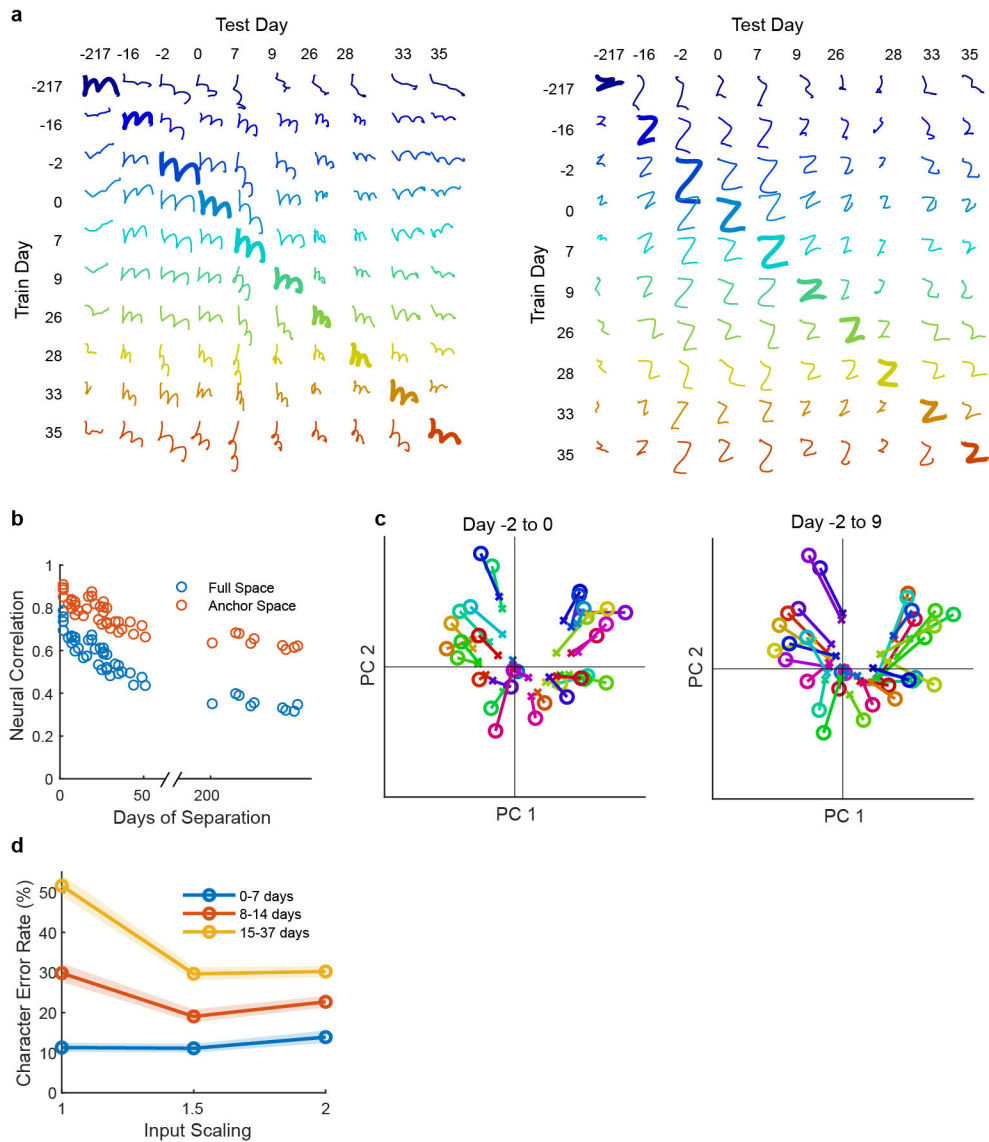 a
Test Day
-217 -16 -2 0 7 9 26 28 33 35
Train Day
-217
-16
-2
0
7
9
26
28
33
35
Test Day
-217 -16 -2 0 7 9 26 28 33 35
Train Day
-217
-16
-2
0
7
9
26
28
33
35
b
Neural Correlation
1
0.8
0.6
0.4
0.2
0
Full Space
Anchor Space
0 50 200
Days of Separation
c
Day -2 to 0
PC 2
PC 1
Day -2 to 9
PC 2
PC 1
d
Character Error Rate (%)
50
40
30
20
10
0
0-7 days
8-14 days
15-37 days
1 1.5 2
Input Scaling